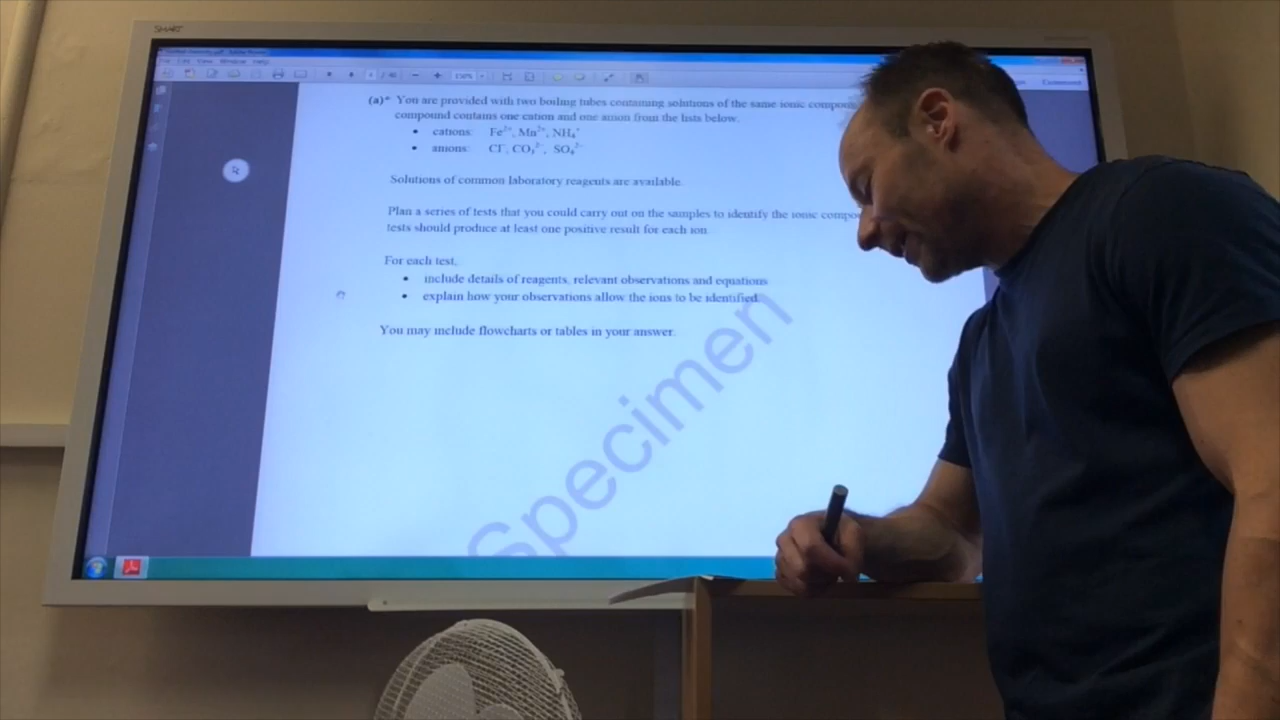 SMART
(a)* You are provided with two boiling tubes containing solutions of the same ionic
compound contains one cation and one anion from the lists below.
• cations: Fe²⁺, Mn²⁺, NH₄⁺
• anions: Cl⁻, CO₃²⁻, SO₄²⁻
Solutions of common laboratory reagents are available.
Plan a series of tests that you could carry out on the samples to identify the ionic
tests should produce at least one positive result for each ion.
For each test,
• include details of reagents, relevant observations and equations
• explain how your observations allow the ions to be identified.
You may include flowcharts or tables in your answer.
Specimen